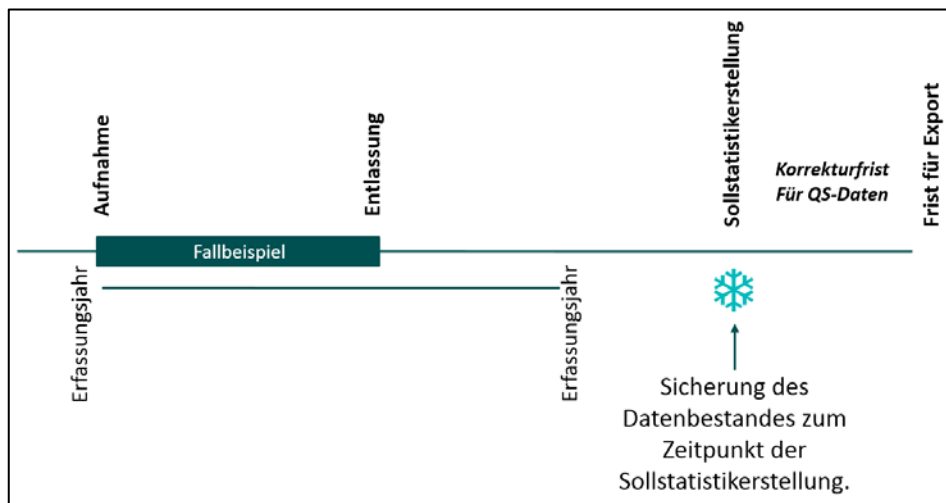 Aufnahme
Entlassung
Sollstatistikerstellung
Korrekturfrist
Für QS-Daten
Frist für Export
Fallbeispiel
Erfassungsjahr
Erfassungsjahr
Sicherung des
Datenbestandes zum
Zeitpunkt der
Sollstatistikerstellung.